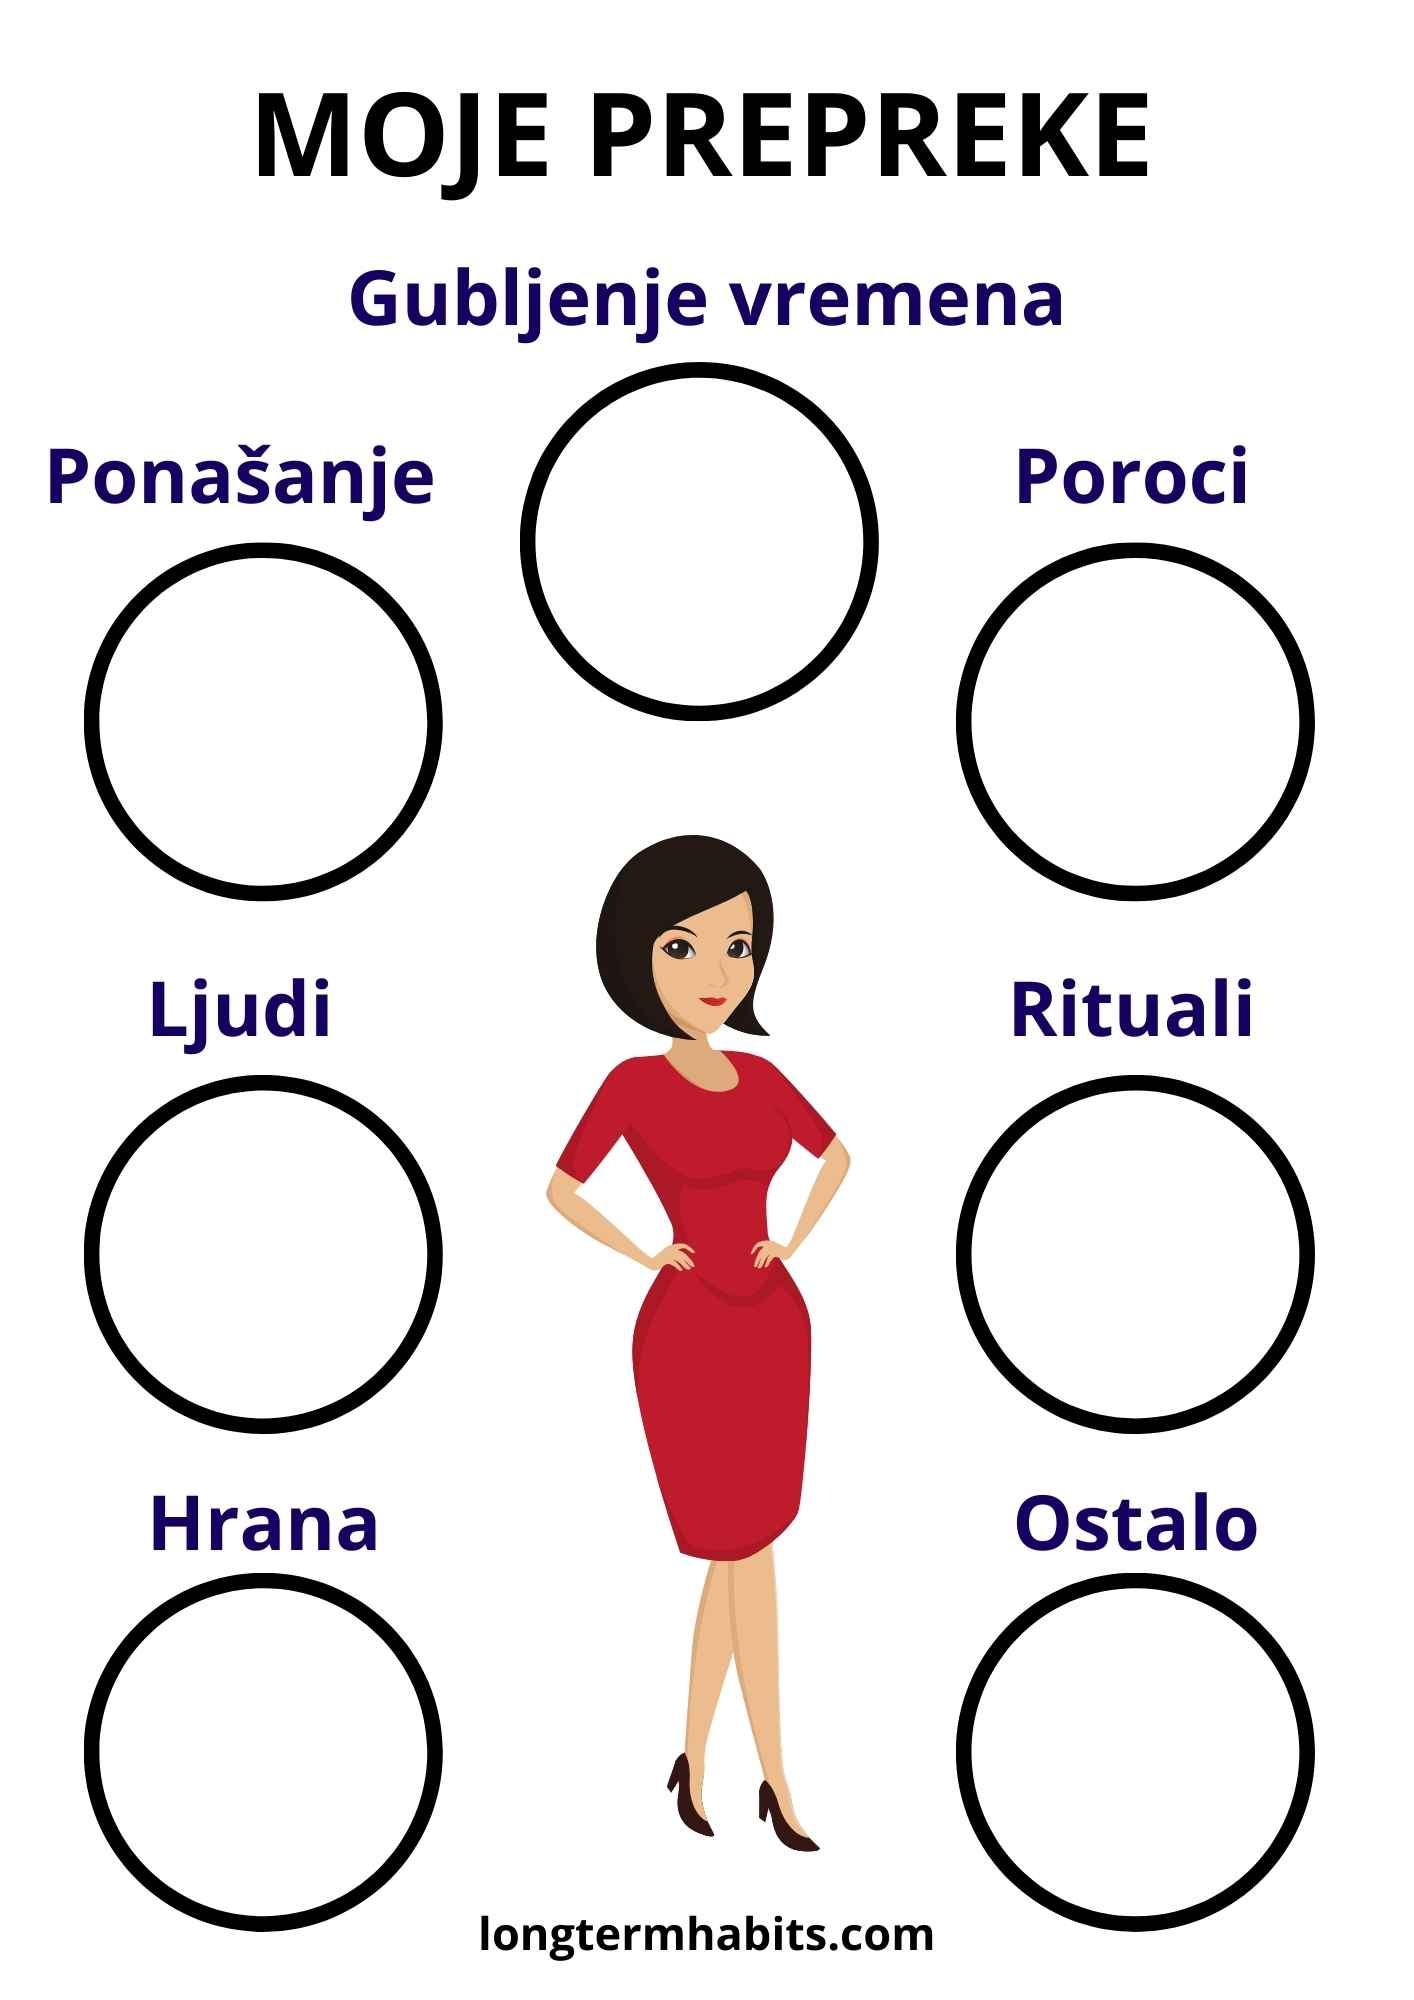 MOJE PREPREKE
Gubljenje vremena
Ponašanje
Poroci
Ljudi
Rituali
Hrana
Ostalo
longtermhabits.com